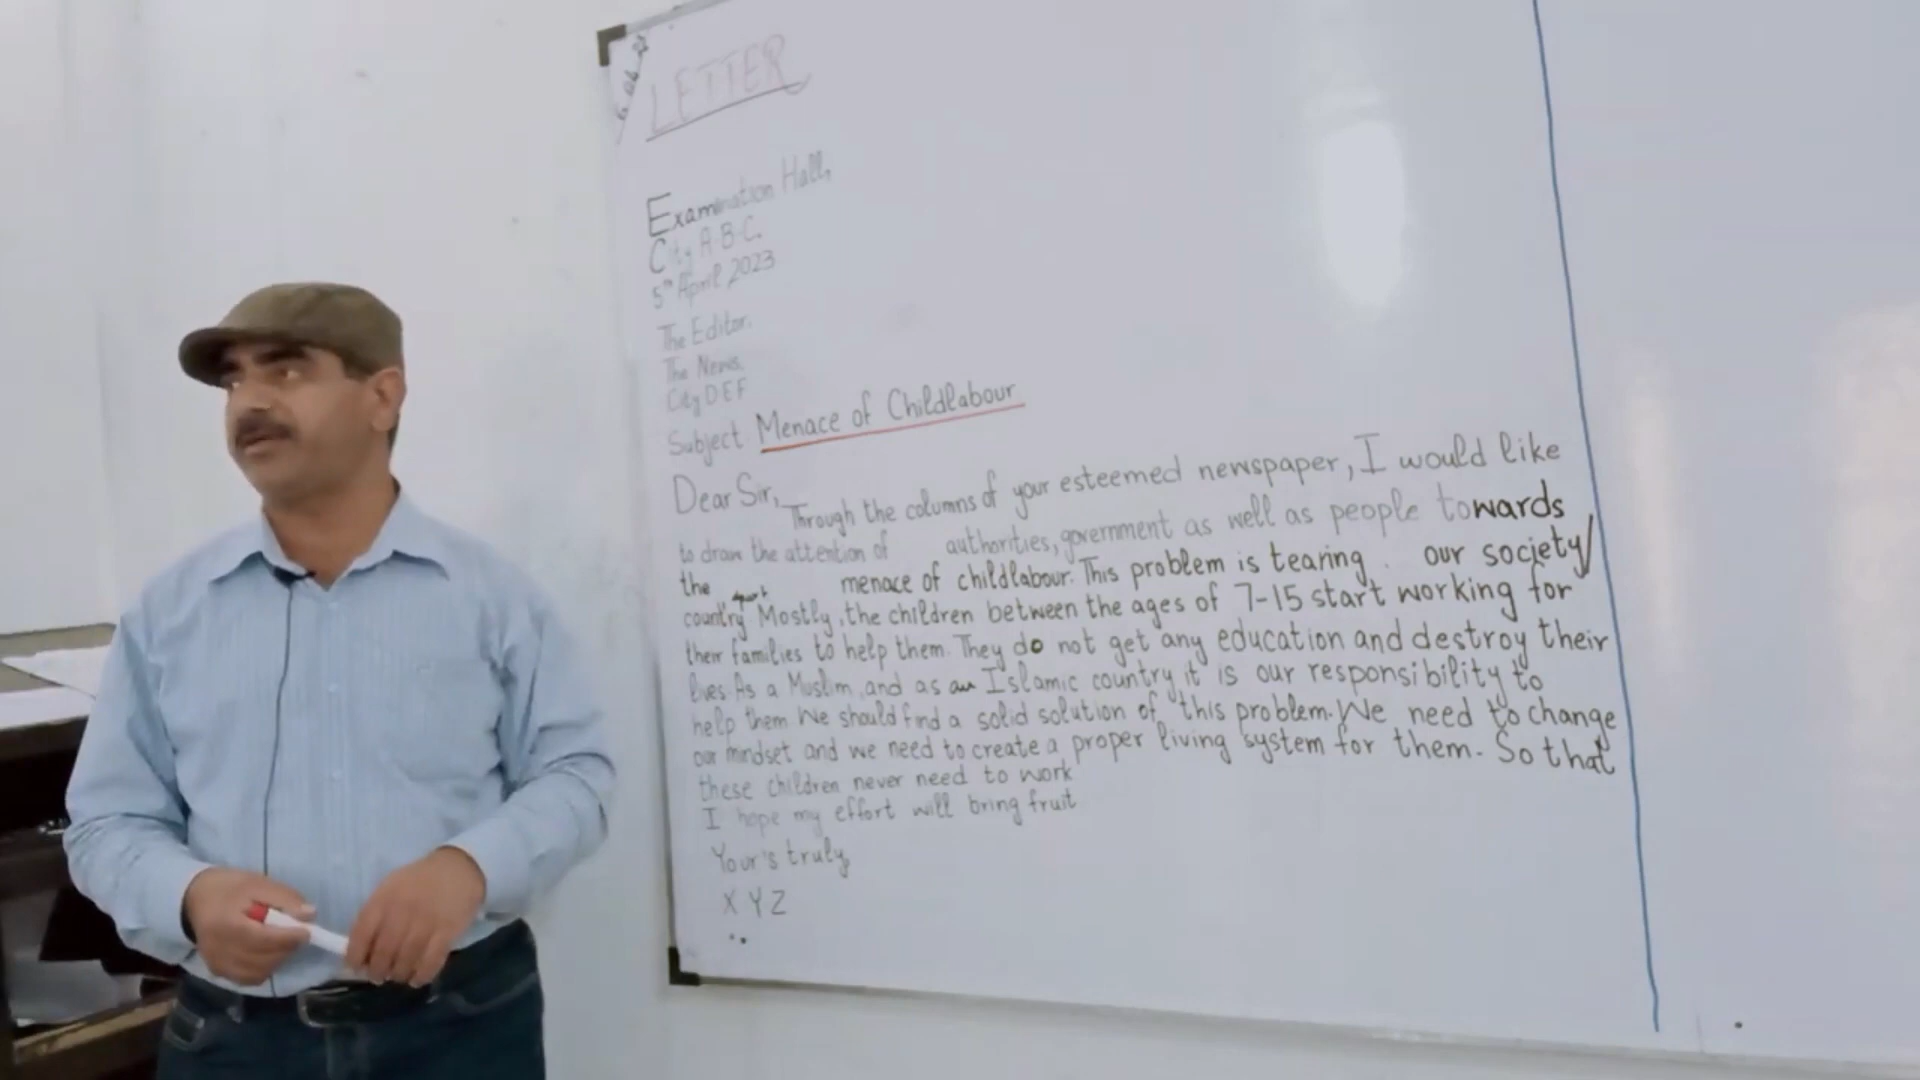 LETTER
Examination Hall,
City A.B.C.
5th April, 2023
The Editor.
The News.
City DEF
Subject Menace of Childlabour
Dear Sir,
Through the columns of your esteemed newspaper, I would like
to draw the attention of authorities, government as well as people towards
the menace of childlabour. This problem is tearing our society/
country. Mostly, the children between the ages of 7-15 start working for
their families to help them. They do not get any education and destroy their
lives. As a Muslim, and as an Islamic country it is our responsibility to
help them. We should find a solid solution of this problem. We need to change
our mindset and we need to create a proper living system for them. So that
these children never need to work
I hope my effort will bring fruit
Your's truly,
X Y Z